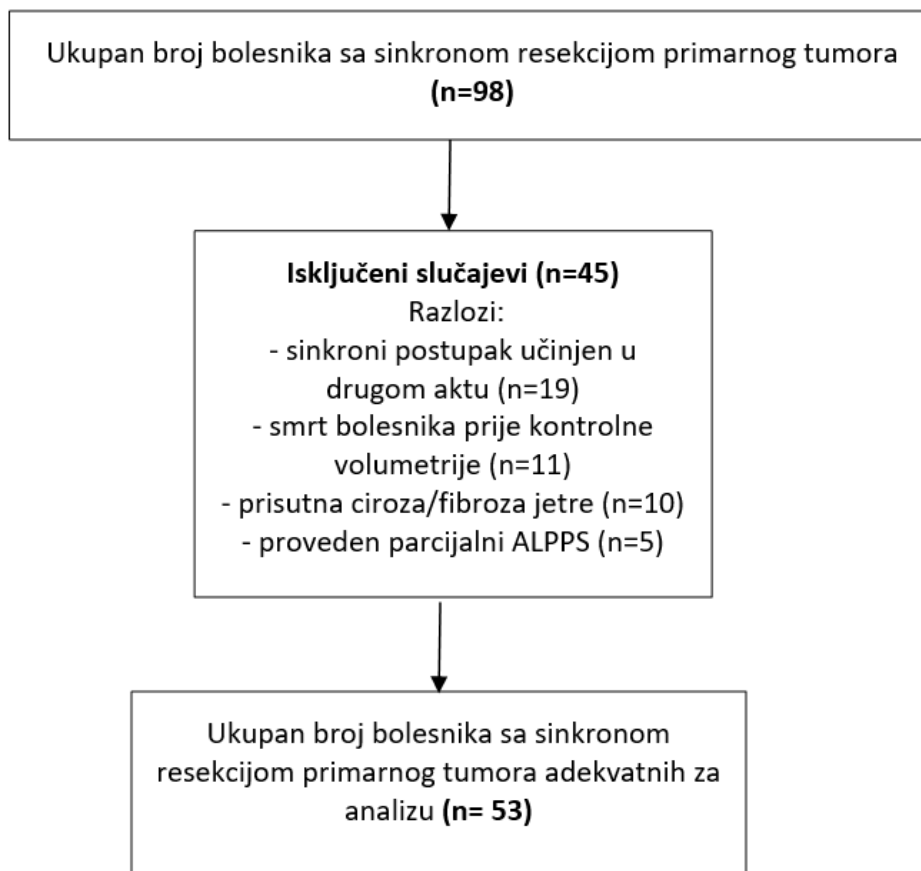 Ukupan broj bolesnika sa sinkronom resekcijom primarnog tumora
(n=98)
Isključeni slučajevi (n=45)
Razlozi:
- sinkroni postupak učinjen u
drugom aktu (n=19)
- smrt bolesnika prije kontrolne
volumetrije (n=11)
- prisutna ciroza/fibroza jetre (n=10)
- proveden parcijalni ALPPS (n=5)
Ukupan broj bolesnika sa sinkronom
resekcijom primarnog tumora adekvatnih za
analizu (n= 53)